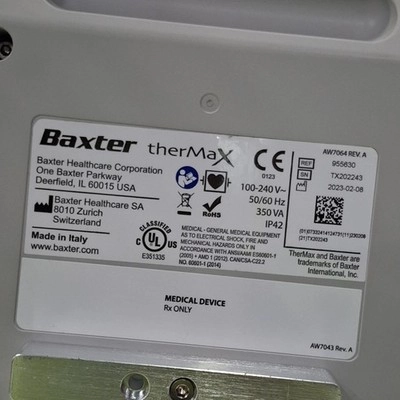 AW7064 REV. A
Baxter therMax
CE
0123
REF 955630
SN TX202243
2023-02-08
Baxter Healthcare Corporation
One Baxter Parkway
Deerfield, IL 60015 USA
Baxter Healthcare SA
8010 Zurich
Switzerland
Made in Italy
www.baxter.com
RoHS
100-240 V~
50/60 Hz
350 VA
IP42
CLASSIFIED
UL
C US
E351335
MEDICAL - GENERAL MEDICAL EQUIPMENT
AS TO ELECTRICAL SHOCK, FIRE AND
MECHANICAL HAZARDS ONLY IN
ACCORDANCE WITH ANSI/AAMI ES60601-1
(2005) + AMD 1 (2012) CAN/CSA-C22.2
NO. 60601-1 (2014)
(21)TX202243
TherMax and Baxter are
trademarks of Baxter
International, Inc.
MEDICAL DEVICE
Rx ONLY
AW7043 Rev. A